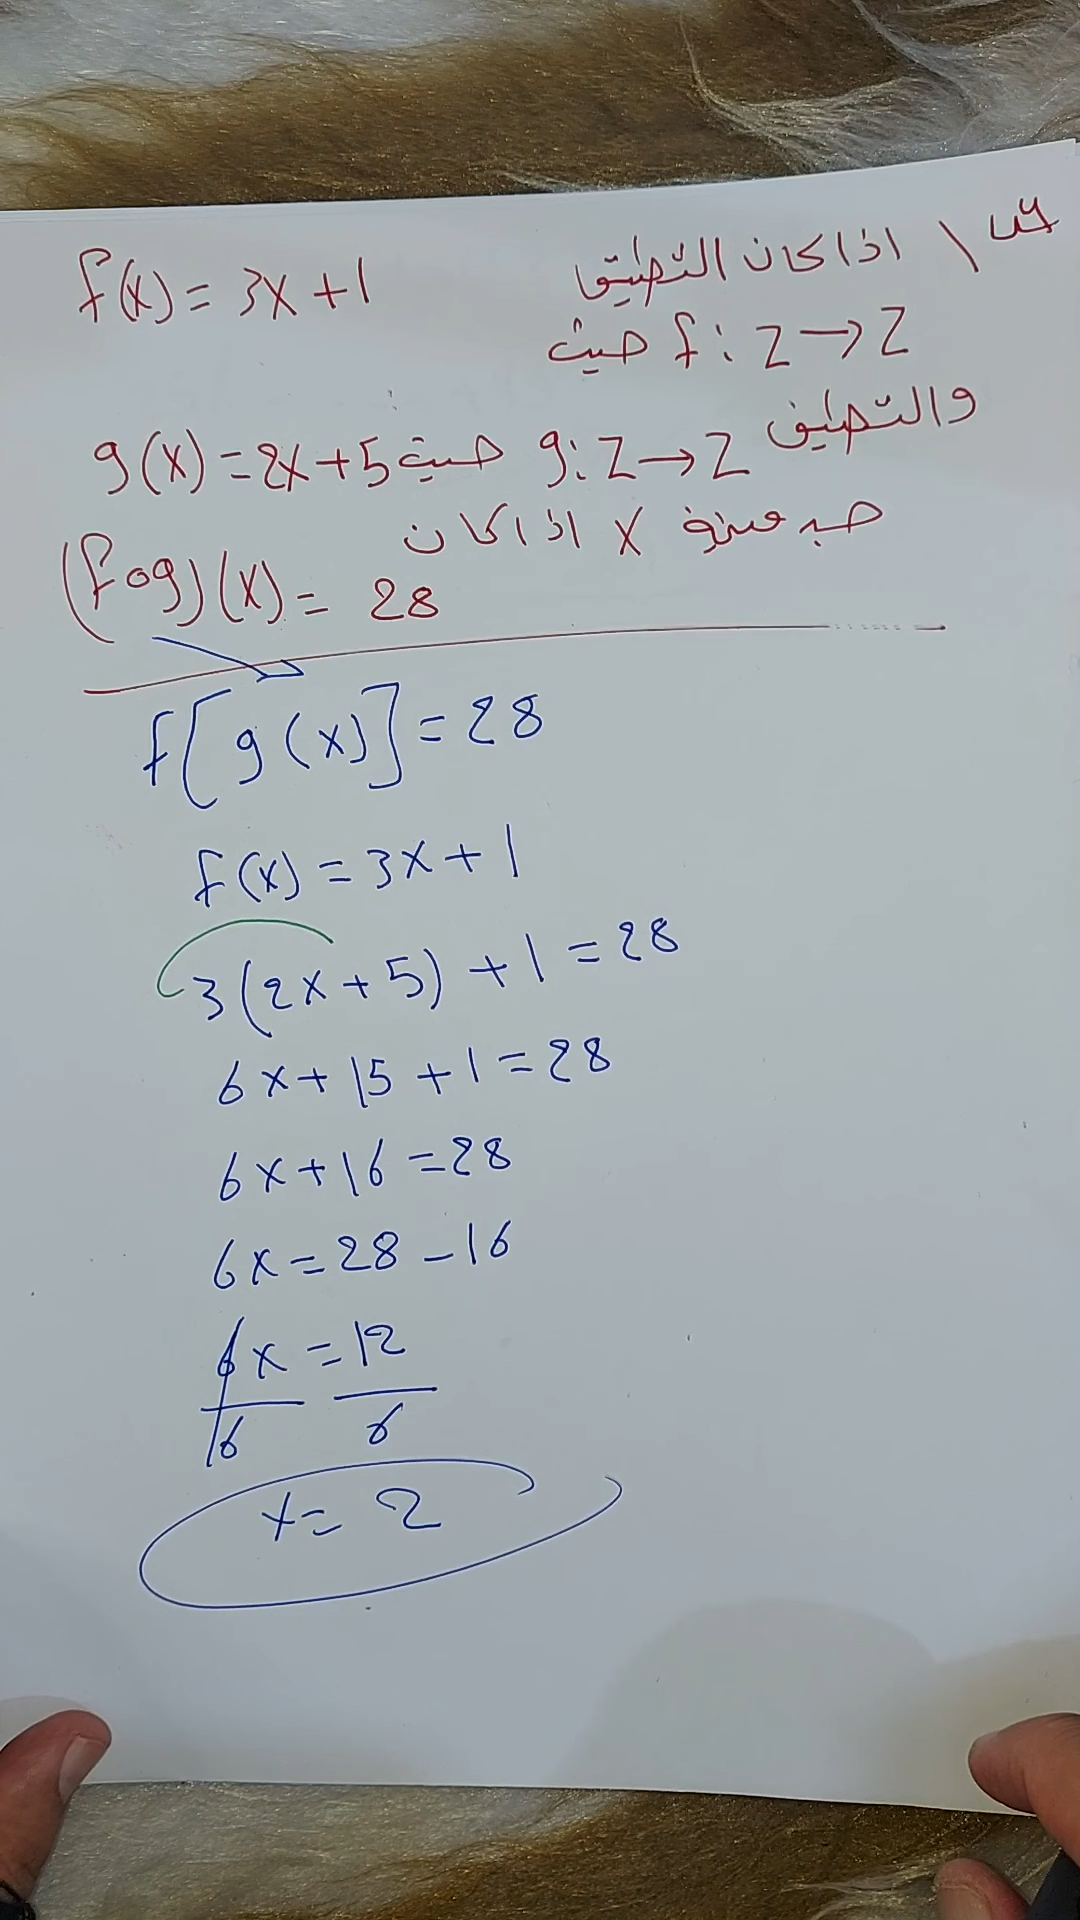 س\ اذا كان التطبيق
f(x) = 3x + 1 حيث f: Z → Z
والتطبيق g: Z → Z حيث g(x) = 2x + 5
جد قيمة x اذا كان
(fog)(x) = 28
f[g(x)] = 28
f(x) = 3x + 1
3(2x + 5) + 1 = 28
6x + 15 + 1 = 28
6x + 16 = 28
6x = 28 - 16
6x/6 = 12/6
x = 2